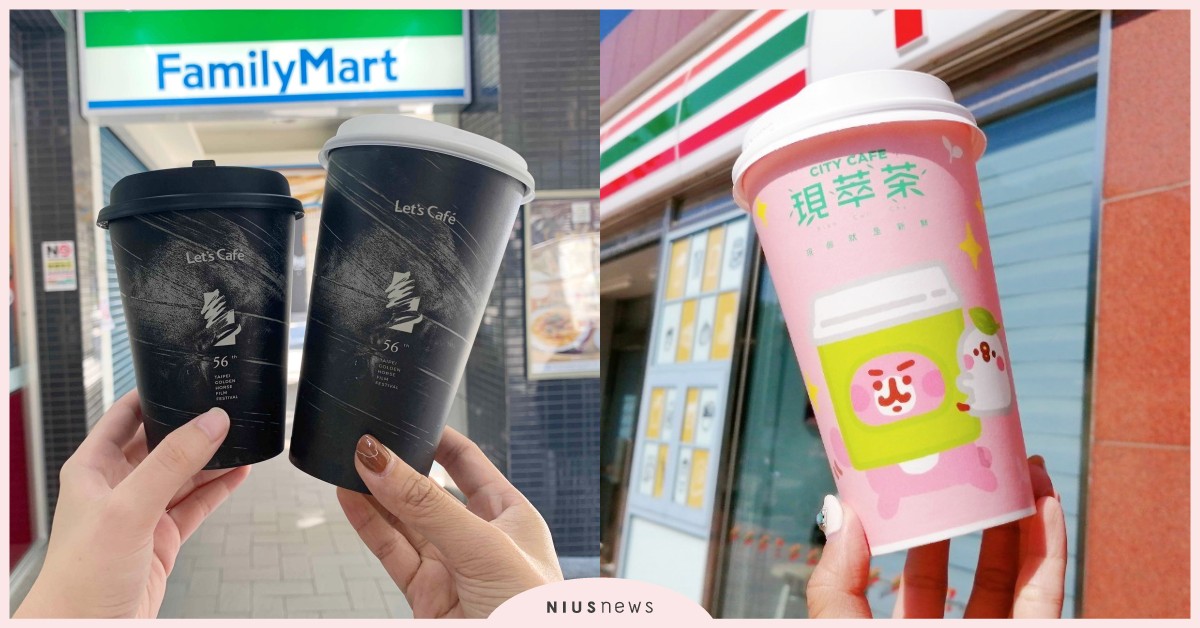 FamilyMart
Let's Café
56th
TAIPEI
GOLDEN
HORSE
FILM
FESTIVAL
Let's Café
56th
TAIPEI
GOLDEN
HORSE
FILM
FESTIVAL
CITY CAFE
現萃茶
NIUSnews